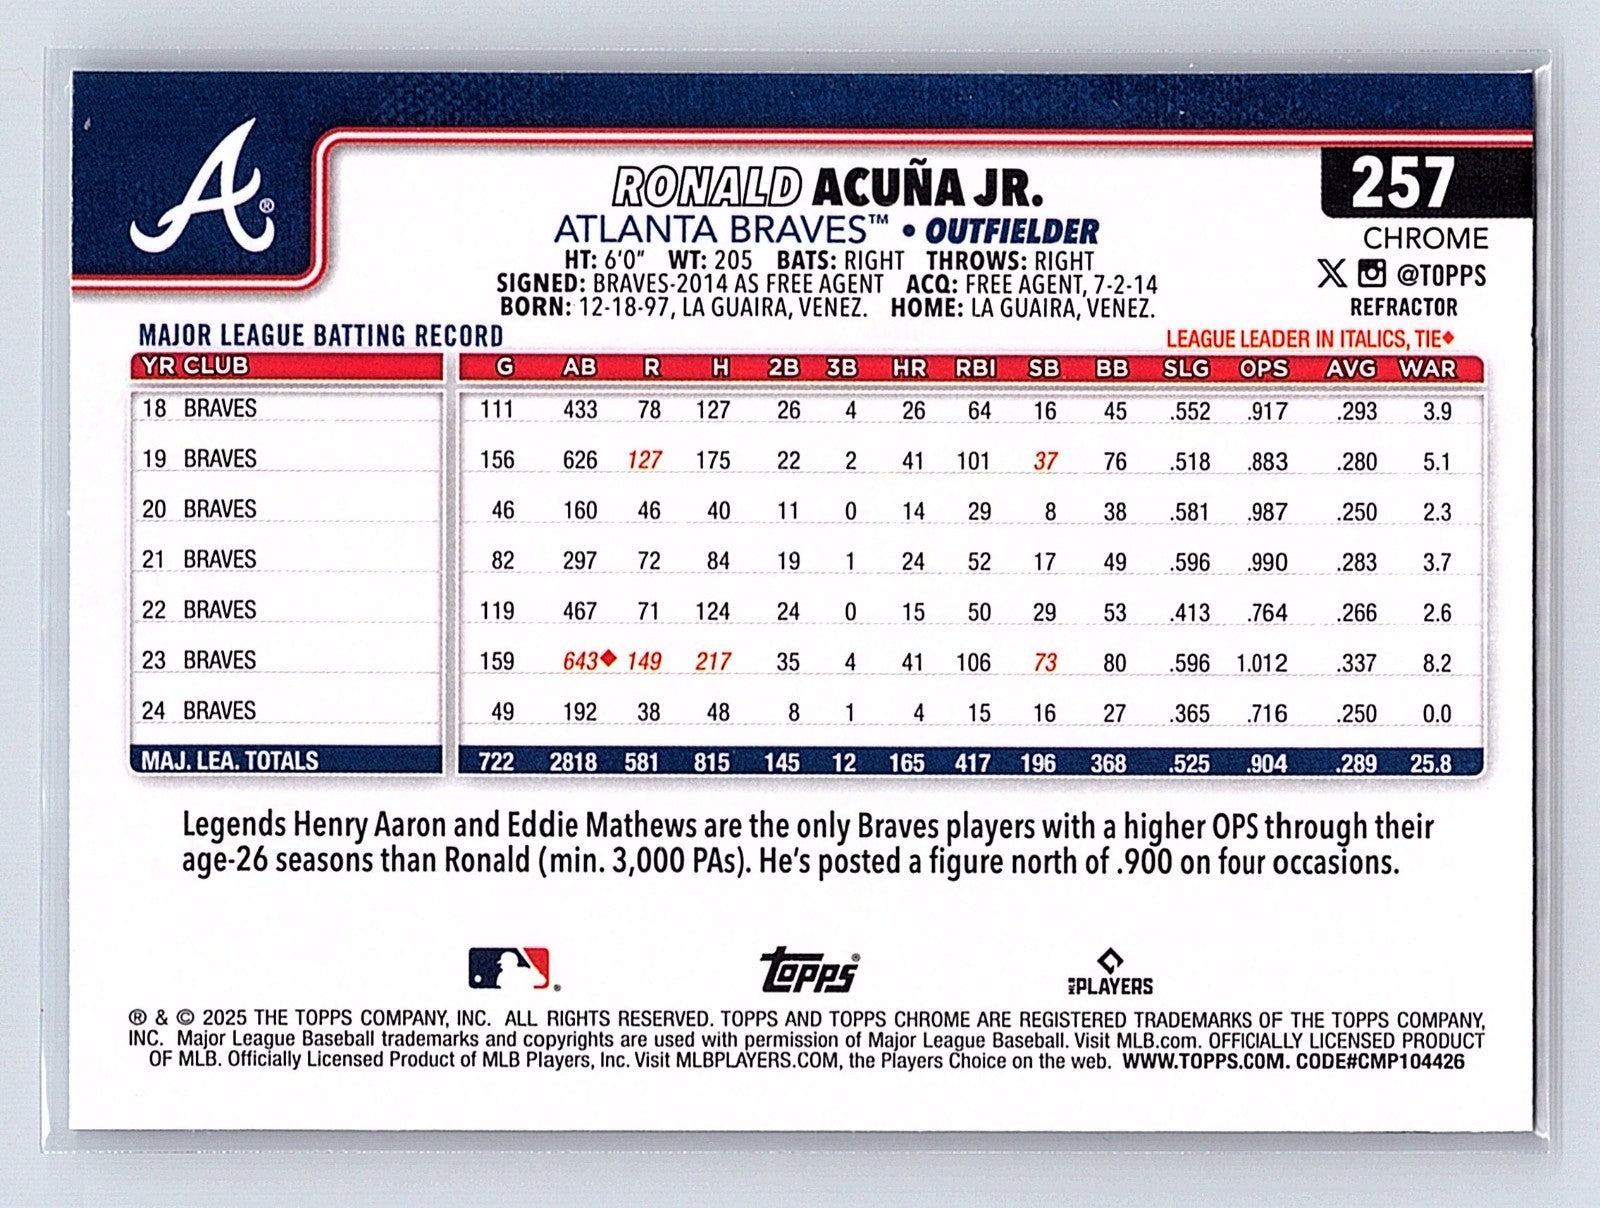 A®
RONALD ACUÑA JR.
257
ATLANTA BRAVES™ • OUTFIELDER
CHROME
HT: 6'0" WT: 205 BATS: RIGHT THROWS: RIGHT
@TOPPS
SIGNED: BRAVES-2014 AS FREE AGENT ACQ: FREE AGENT, 7-2-14
REFRACTOR
BORN: 12-18-97, LA GUAIRA, VENEZ. HOME: LA GUAIRA, VENEZ.
MAJOR LEAGUE BATTING RECORD
LEAGUE LEADER IN ITALICS, TIE♦
YR CLUB G AB R H 2B 3B HR RBI SB BB SLG OPS AVG WAR
18 BRAVES 111 433 78 127 26 4 26 64 16 45 .552 .917 .293 3.9
19 BRAVES 156 626 127 175 22 2 41 101 37 76 .518 .883 .280 5.1
20 BRAVES 46 160 46 40 11 0 14 29 8 38 .581 .987 .250 2.3
21 BRAVES 82 297 72 84 19 1 24 52 17 49 .596 .990 .283 3.7
22 BRAVES 119 467 71 124 24 0 15 50 29 53 .413 .764 .266 2.6
23 BRAVES 159 643♦ 149 217 35 4 41 106 73 80 .596 1.012 .337 8.2
24 BRAVES 49 192 38 48 8 1 4 15 16 27 .365 .716 .250 0.0
MAJ. LEA. TOTALS 722 2818 581 815 145 12 165 417 196 368 .525 .904 .289 25.8
Legends Henry Aaron and Eddie Mathews are the only Braves players with a higher OPS through their
age-26 seasons than Ronald (min. 3,000 PAs). He's posted a figure north of .900 on four occasions.
topps®
MLB PLAYERS
® & © 2025 THE TOPPS COMPANY, INC. ALL RIGHTS RESERVED. TOPPS AND TOPPS CHROME ARE REGISTERED TRADEMARKS OF THE TOPPS COMPANY,
INC. Major League Baseball trademarks and copyrights are used with permission of Major League Baseball. Visit MLB.com. OFFICIALLY LICENSED PRODUCT
OF MLB. Officially Licensed Product of MLB Players, Inc. Visit MLBPLAYERS.COM, the Players Choice on the web. WWW.TOPPS.COM. CODE#CMP104426